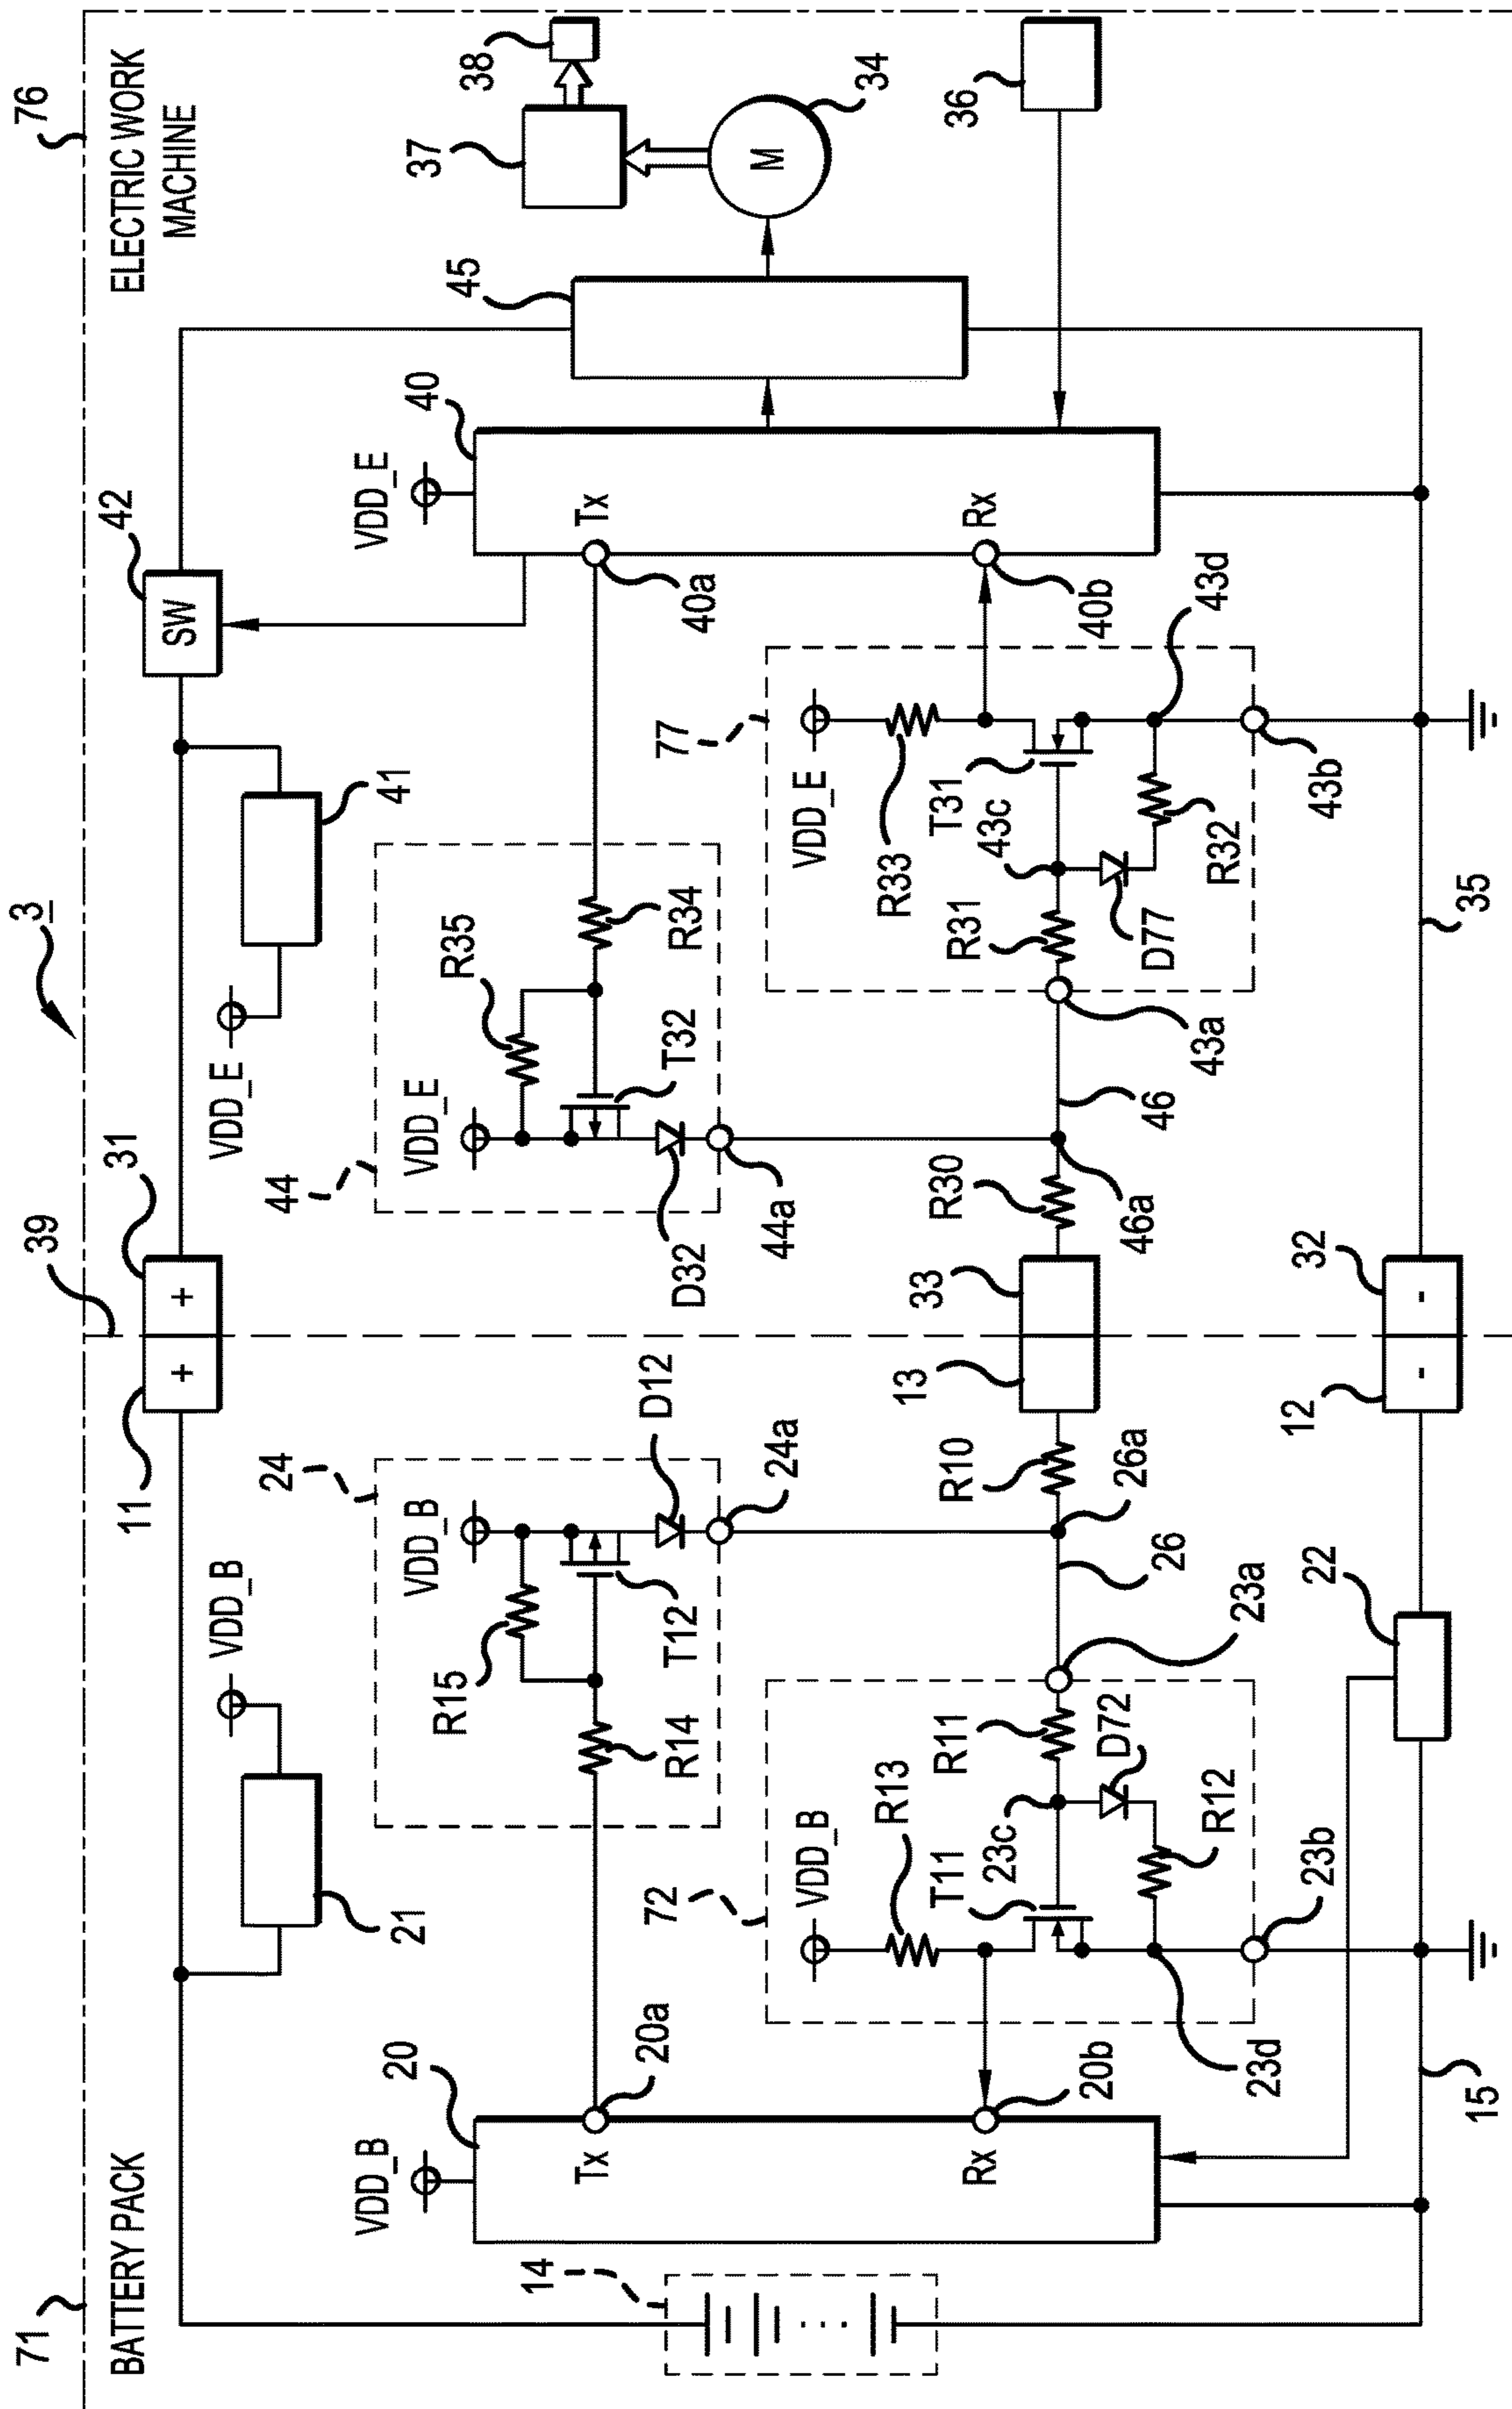 3
71
76
BATTERY PACK
ELECTRIC WORK
MACHINE
39
11
+
+
31
42
SW
VDD_B
21
VDD_E
41
14
VDD_B
20
Tx
20a
Rx
20b
24
VDD_B
R15
R14
T12
D12
24a
44
VDD_E
R35
R34
T32
D32
44a
VDD_E
40
Tx
40a
Rx
40b
45
M
34
37
38
36
72
VDD_B
R13
T11
23c
R11
D72
R12
23a
23b
23d
26
26a
R10
13
33
R30
46a
46
43a
77
VDD_E
R33
T31
43c
R31
D77
R32
43d
43b
15
22
12
-
-
32
35